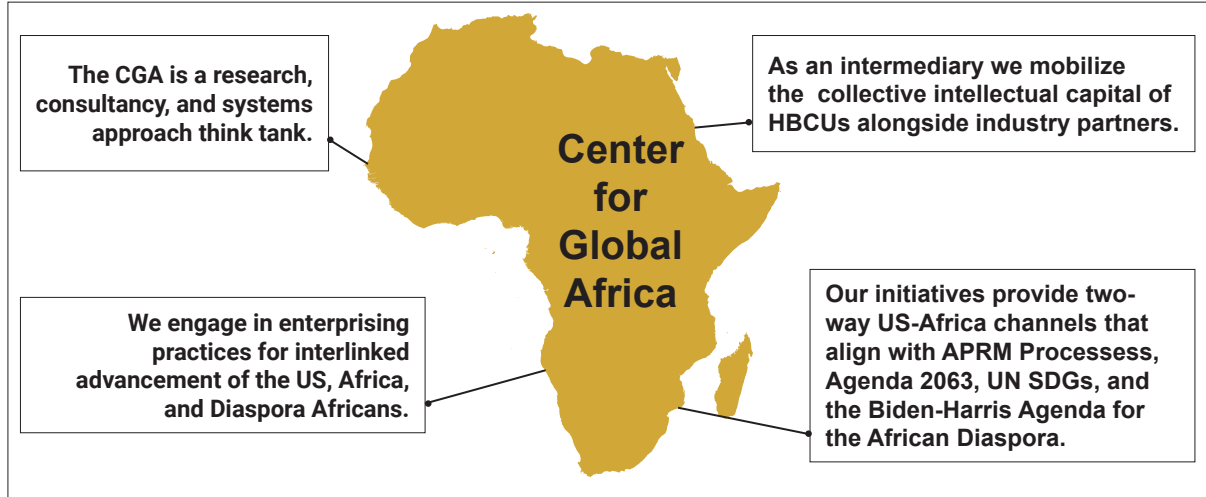 The CGA is a research,
consultancy, and systems
approach think tank.
As an intermediary we mobilize
the  collective intellectual capital of
HBCUs alongside industry partners.
Center
for
Global
Africa
We engage in enterprising
practices for interlinked
advancement of the US, Africa,
and Diaspora Africans.
Our initiatives provide two-
way US-Africa channels that
align with APRM Processess,
Agenda 2063, UN SDGs, and
the Biden-Harris Agenda for
the African Diaspora.